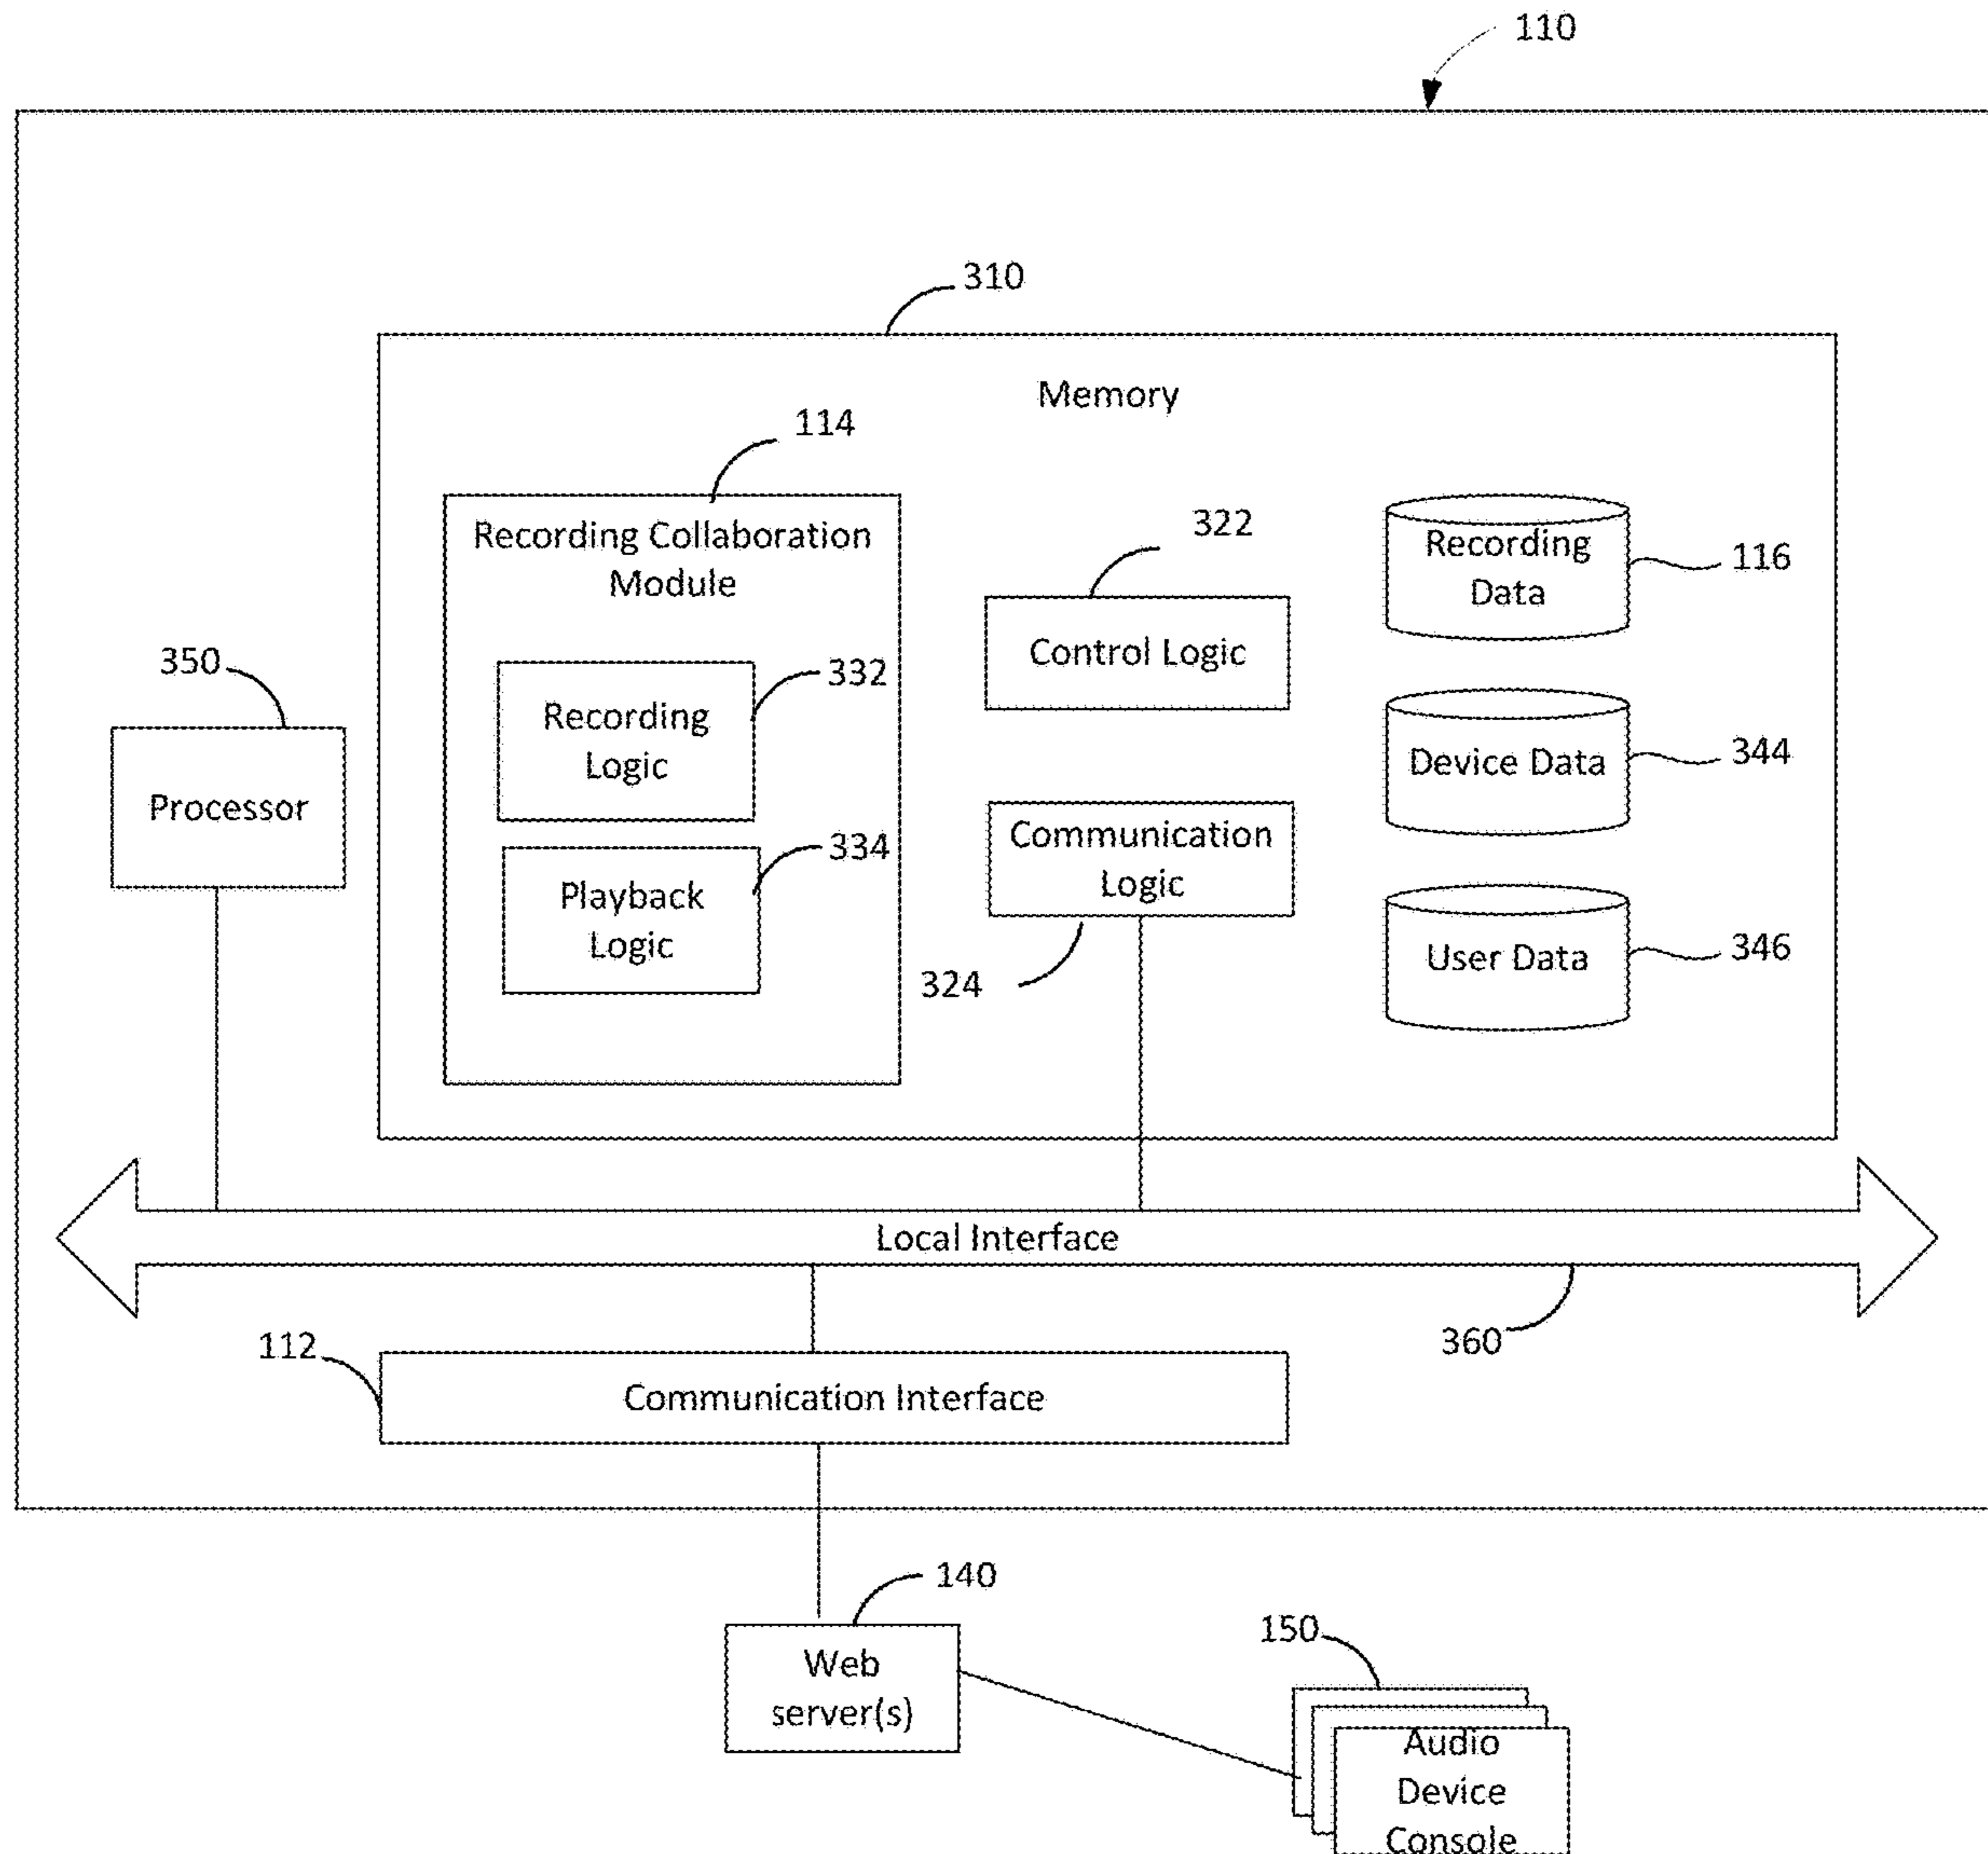 110
310
Memory
114
Recording Collaboration
Module
322
Recording
Data
116
Control Logic
350
332
Recording
Logic
Device Data
344
Processor
334
Communication
Logic
Playback
Logic
324
User Data
346
Local Interface
360
112
Communication Interface
140
Web
server(s)
150
Audio
Device
Console